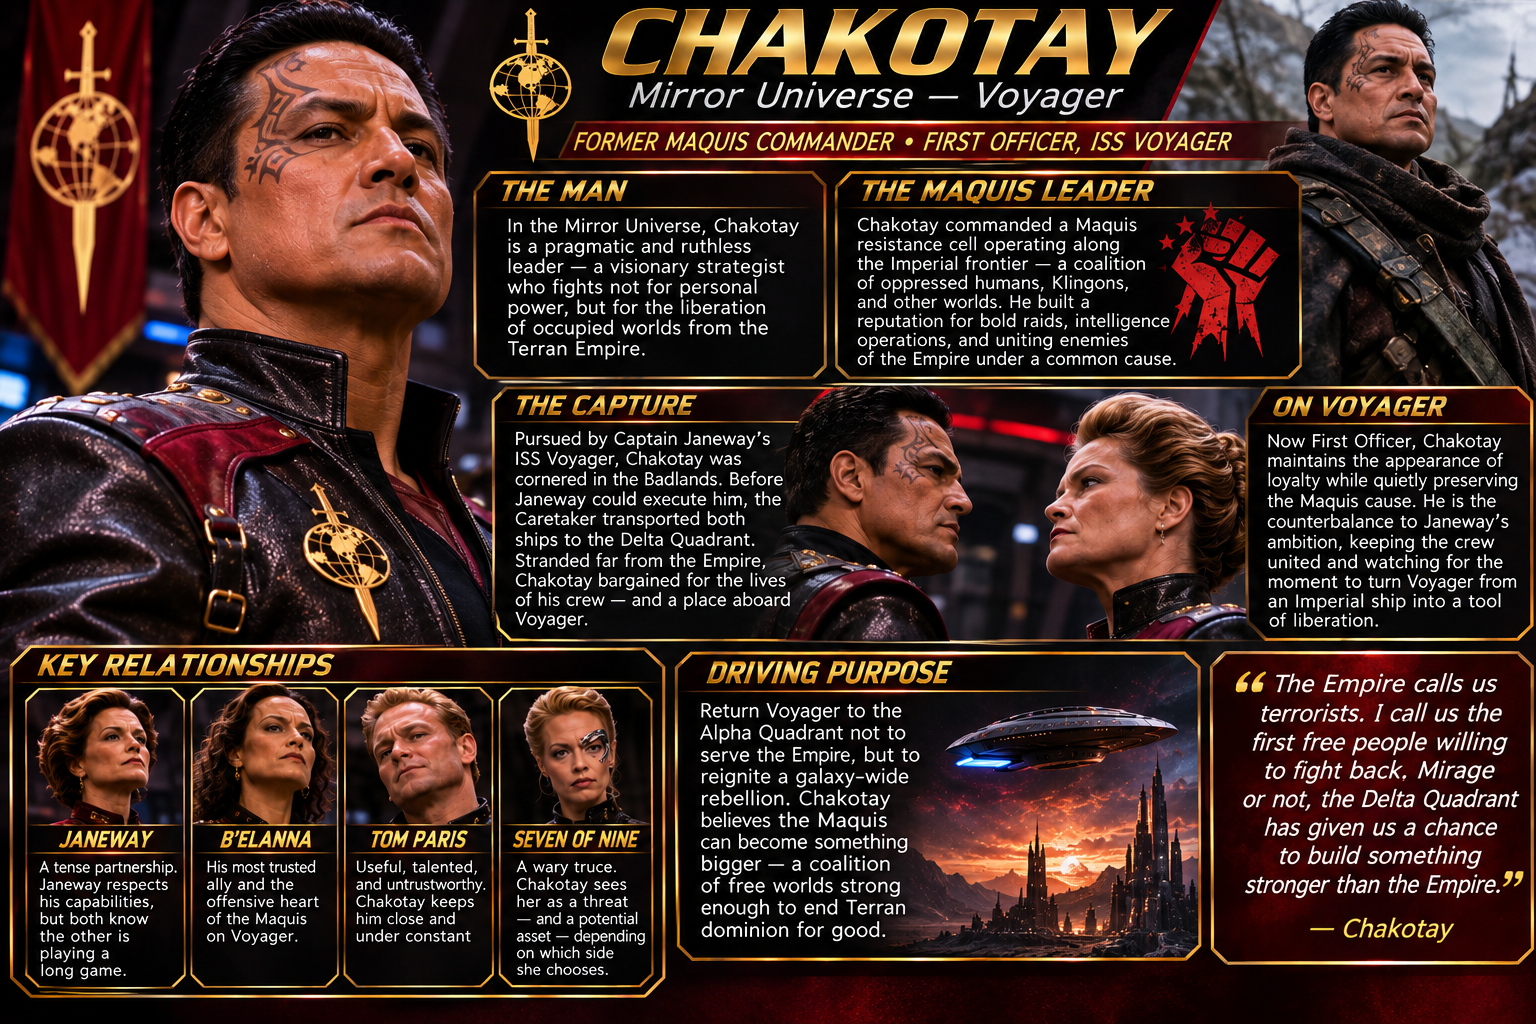 CHAKOTAY
Mirror Universe — Voyager
FORMER MAQUIS COMMANDER • FIRST OFFICER, ISS VOYAGER
THE MAN
In the Mirror Universe, Chakotay
is a pragmatic and ruthless
leader — a visionary strategist
who fights not for personal
power, but for the liberation
of occupied worlds from the
Terran Empire.
THE MAQUIS LEADER
Chakotay commanded a Maquis
resistance cell operating along
the Imperial frontier — a coalition
of oppressed humans, Klingons,
and other worlds. He built a
reputation for bold raids, intelligence
operations, and uniting enemies
of the Empire under a common cause.
THE CAPTURE
Pursued by Captain Janeway's
ISS Voyager, Chakotay was
cornered in the Badlands. Before
Janeway could execute him, the
Caretaker transported both
ships to the Delta Quadrant.
Stranded far from the Empire,
Chakotay bargained for the lives
of his crew — and a place aboard
Voyager.
ON VOYAGER
Now First Officer, Chakotay
maintains the appearance of
loyalty while quietly preserving
the Maquis cause. He is the
counterbalance to Janeway's
ambition, keeping the crew
united and watching for the
moment to turn Voyager from
an Imperial ship into a tool
of liberation.
KEY RELATIONSHIPS
JANEWAY
A tense partnership.
Janeway respects
his capabilities,
but both know
the other is
playing a
long game.
B'ELANNA
His most trusted
ally and the
offensive heart
of the Maquis
on Voyager.
TOM PARIS
Useful, talented,
and untrustworthy.
Chakotay keeps
him close and
under constant
SEVEN OF NINE
A wary truce.
Chakotay sees
her as a threat
— and a potential
asset — depending
on which side
she chooses.
DRIVING PURPOSE
Return Voyager to the
Alpha Quadrant not to
serve the Empire, but to
reignite a galaxy-wide
rebellion. Chakotay
believes the Maquis
can become something
bigger — a coalition
of free worlds strong
enough to end Terran
dominion for good.
“The Empire calls us
terrorists. I call us the
first free people willing
to fight back. Mirage
or not, the Delta Quadrant
has given us a chance
to build something
stronger than the Empire.”
— Chakotay